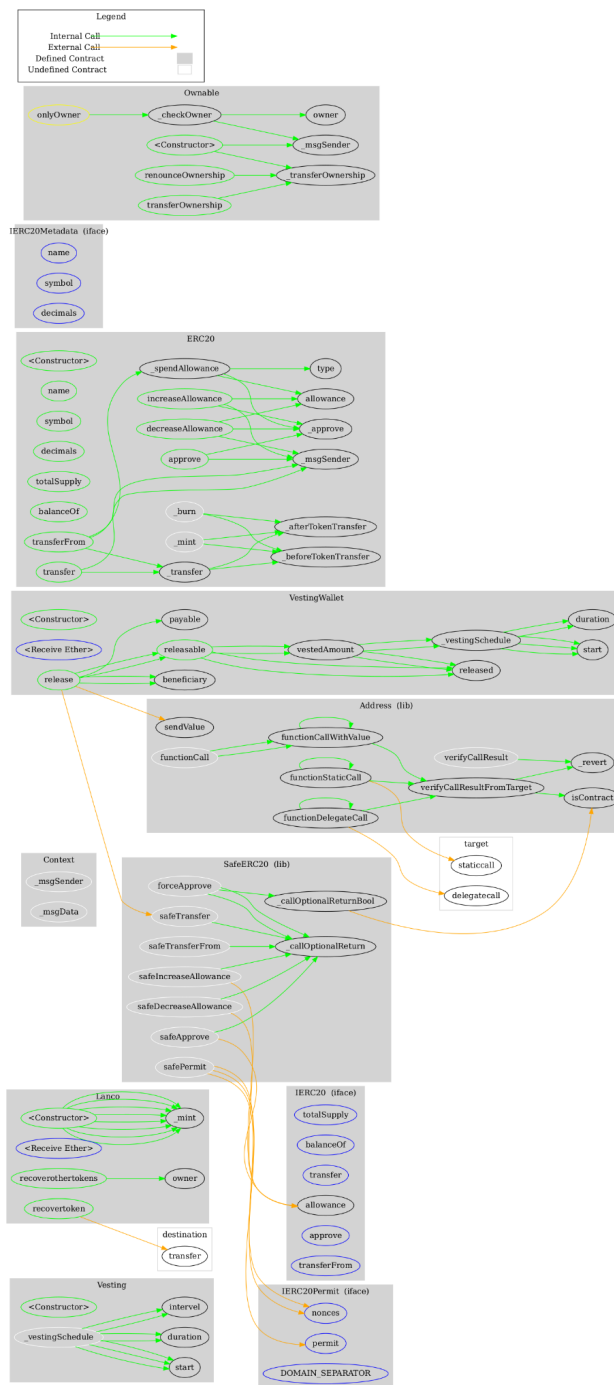 Legend
Internal Call
External Call
Defined Contract
Undefined Contract
Ownable
onlyOwner
_checkOwner
owner
<Constructor>
_msgSender
renounceOwnership
_transferOwnership
transferOwnership
IERC20Metadata (iface)
name
symbol
decimals
ERC20
<Constructor>
_spendAllowance
type
name
increaseAllowance
allowance
symbol
decreaseAllowance
_approve
decimals
approve
_msgSender
totalSupply
balanceOf
_burn
_afterTokenTransfer
transferFrom
_mint
_beforeTokenTransfer
transfer
_transfer
VestingWallet
<Constructor>
payable
duration
<Receive Ether>
releasable
vestedAmount
_vestingSchedule
start
release
beneficiary
released
Address (lib)
sendValue
functionCallWithValue
functionCall
verifyCallResult
_revert
functionStaticCall
verifyCallResultFromTarget
isContract
functionDelegateCall
target
staticcall
delegatecall
Context
_msgSender
_msgData
SafeERC20 (lib)
forceApprove
_callOptionalReturnBool
safeTransfer
safeTransferFrom
_callOptionalReturn
safeIncreaseAllowance
safeDecreaseAllowance
safeApprove
safePermit
Lanco
<Constructor>
_mint
<Receive Ether>
recoverothertokens
owner
recovertoken
destination
transfer
IERC20 (iface)
totalSupply
balanceOf
transfer
allowance
approve
transferFrom
Vesting
<Constructor>
intervel
_vestingSchedule
duration
start
IERC20Permit (iface)
nonces
permit
DOMAIN_SEPARATOR